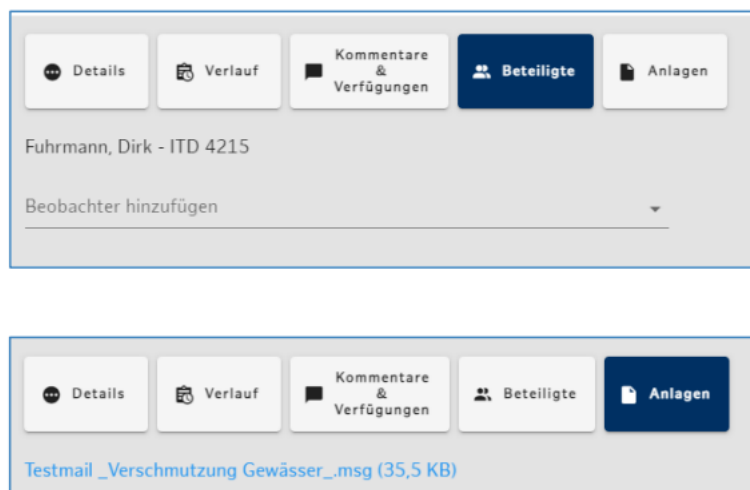 Details
Verlauf
Kommentare
&
Verfügungen
Beteiligte
Anlagen
Fuhrmann, Dirk - ITD 4215
Beobachter hinzufügen
Details
Verlauf
Kommentare
&
Verfügungen
Beteiligte
Anlagen
Testmail _Verschmutzung Gewässer_.msg (35,5 KB)